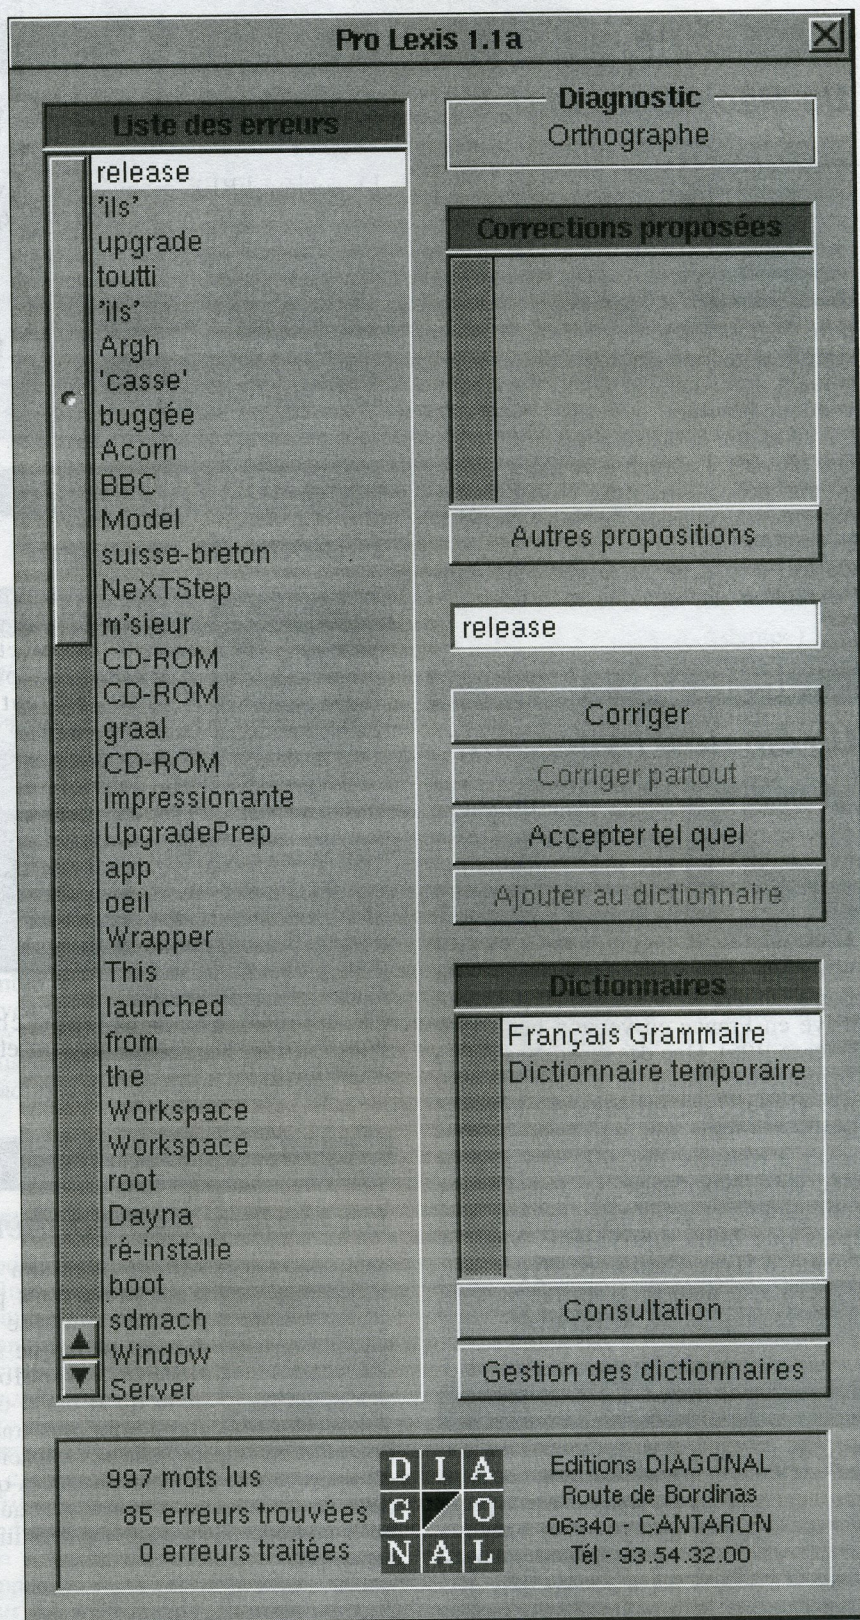 Pro Lexis 1.1a
Liste des erreurs
release
'ils'
upgrade
toutti
'ils'
Argh
'casse'
buggée
Acorn
BBC
Model
suisse-breton
NeXTStep
m'sieur
CD-ROM
CD-ROM
graal
CD-ROM
impressionante
UpgradePrep
app
oeil
Wrapper
This
launched
from
the
Workspace
Workspace
root
Dayna
ré-installe
boot
sdmach
Window
Server
Diagnostic
Orthographe
Corrections proposées
Autres propositions
release
Corriger
Corriger partout
Accepter tel quel
Ajouter au dictionnaire
Dictionnaires
Français Grammaire
Dictionnaire temporaire
Consultation
Gestion des dictionnaires
997 mots lus
85 erreurs trouvées
0 erreurs traitées
DIA
GO
NAL
Editions DIAGONAL
Route de Bordinas
06340 - CANTARON
Tél - 93.54.32.00